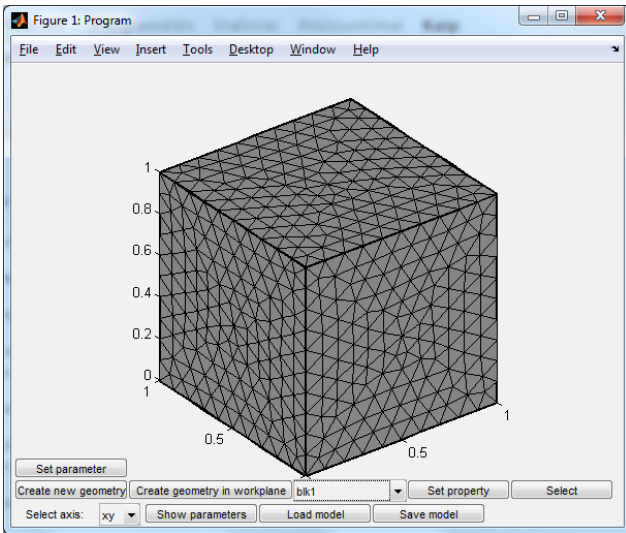 Figure 1: Program
File Edit View Insert Tools Desktop Window Help
1
0.8
0.6
0.4
0.2
0
1
0.5
0.5
1
Set parameter
Create new geometry Create geometry in workplane blk1 Set property Select
Select axis: xy Show parameters Load model Save model